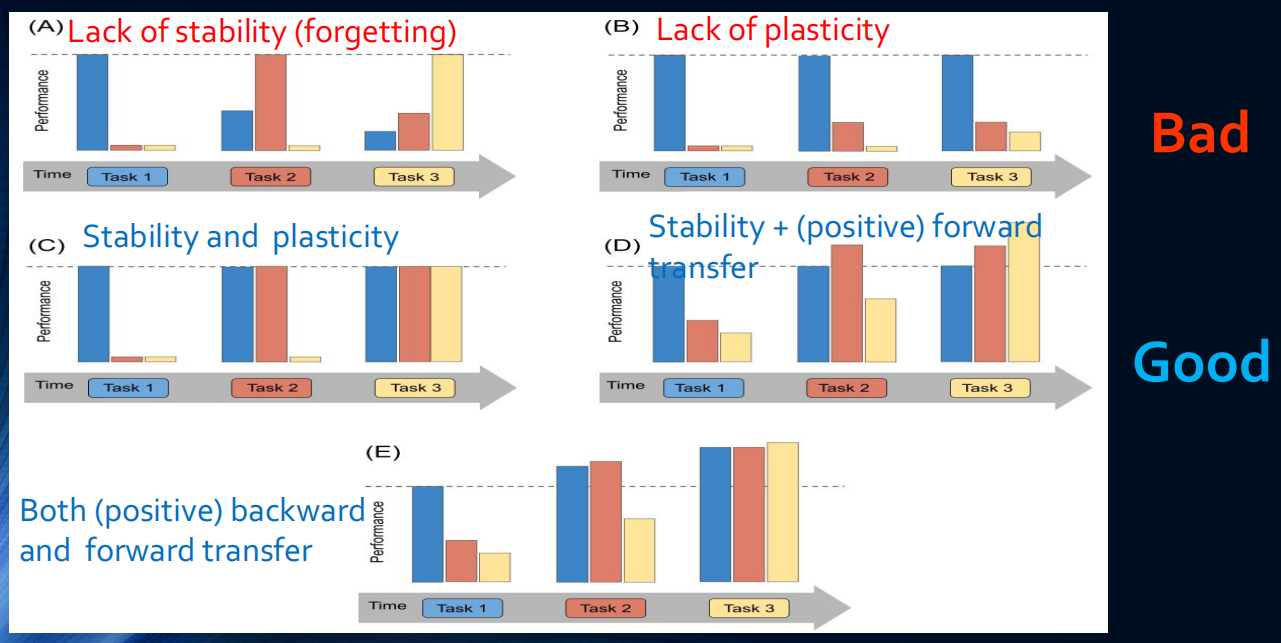 (A) Lack of stability (forgetting)
Performance
Time Task 1 Task 2 Task 3
(B) Lack of plasticity
Performance
Time Task 1 Task 2 Task 3
Bad
(C) Stability and plasticity
Performance
Time Task 1 Task 2 Task 3
(D) Stability + (positive) forward
transfer
Performance
Time Task 1 Task 2 Task 3
Good
(E)
Both (positive) backward
and forward transfer
Performance
Time Task 1 Task 2 Task 3